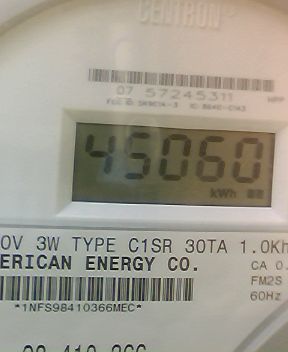 CENTRON
07 57245311
45060
kWh
0V 3W TYPE C1SR 30TA 1.0Kh
ERICAN ENERGY CO.
CA 0.
FM2S
60Hz
*1NFS98410366MEC*